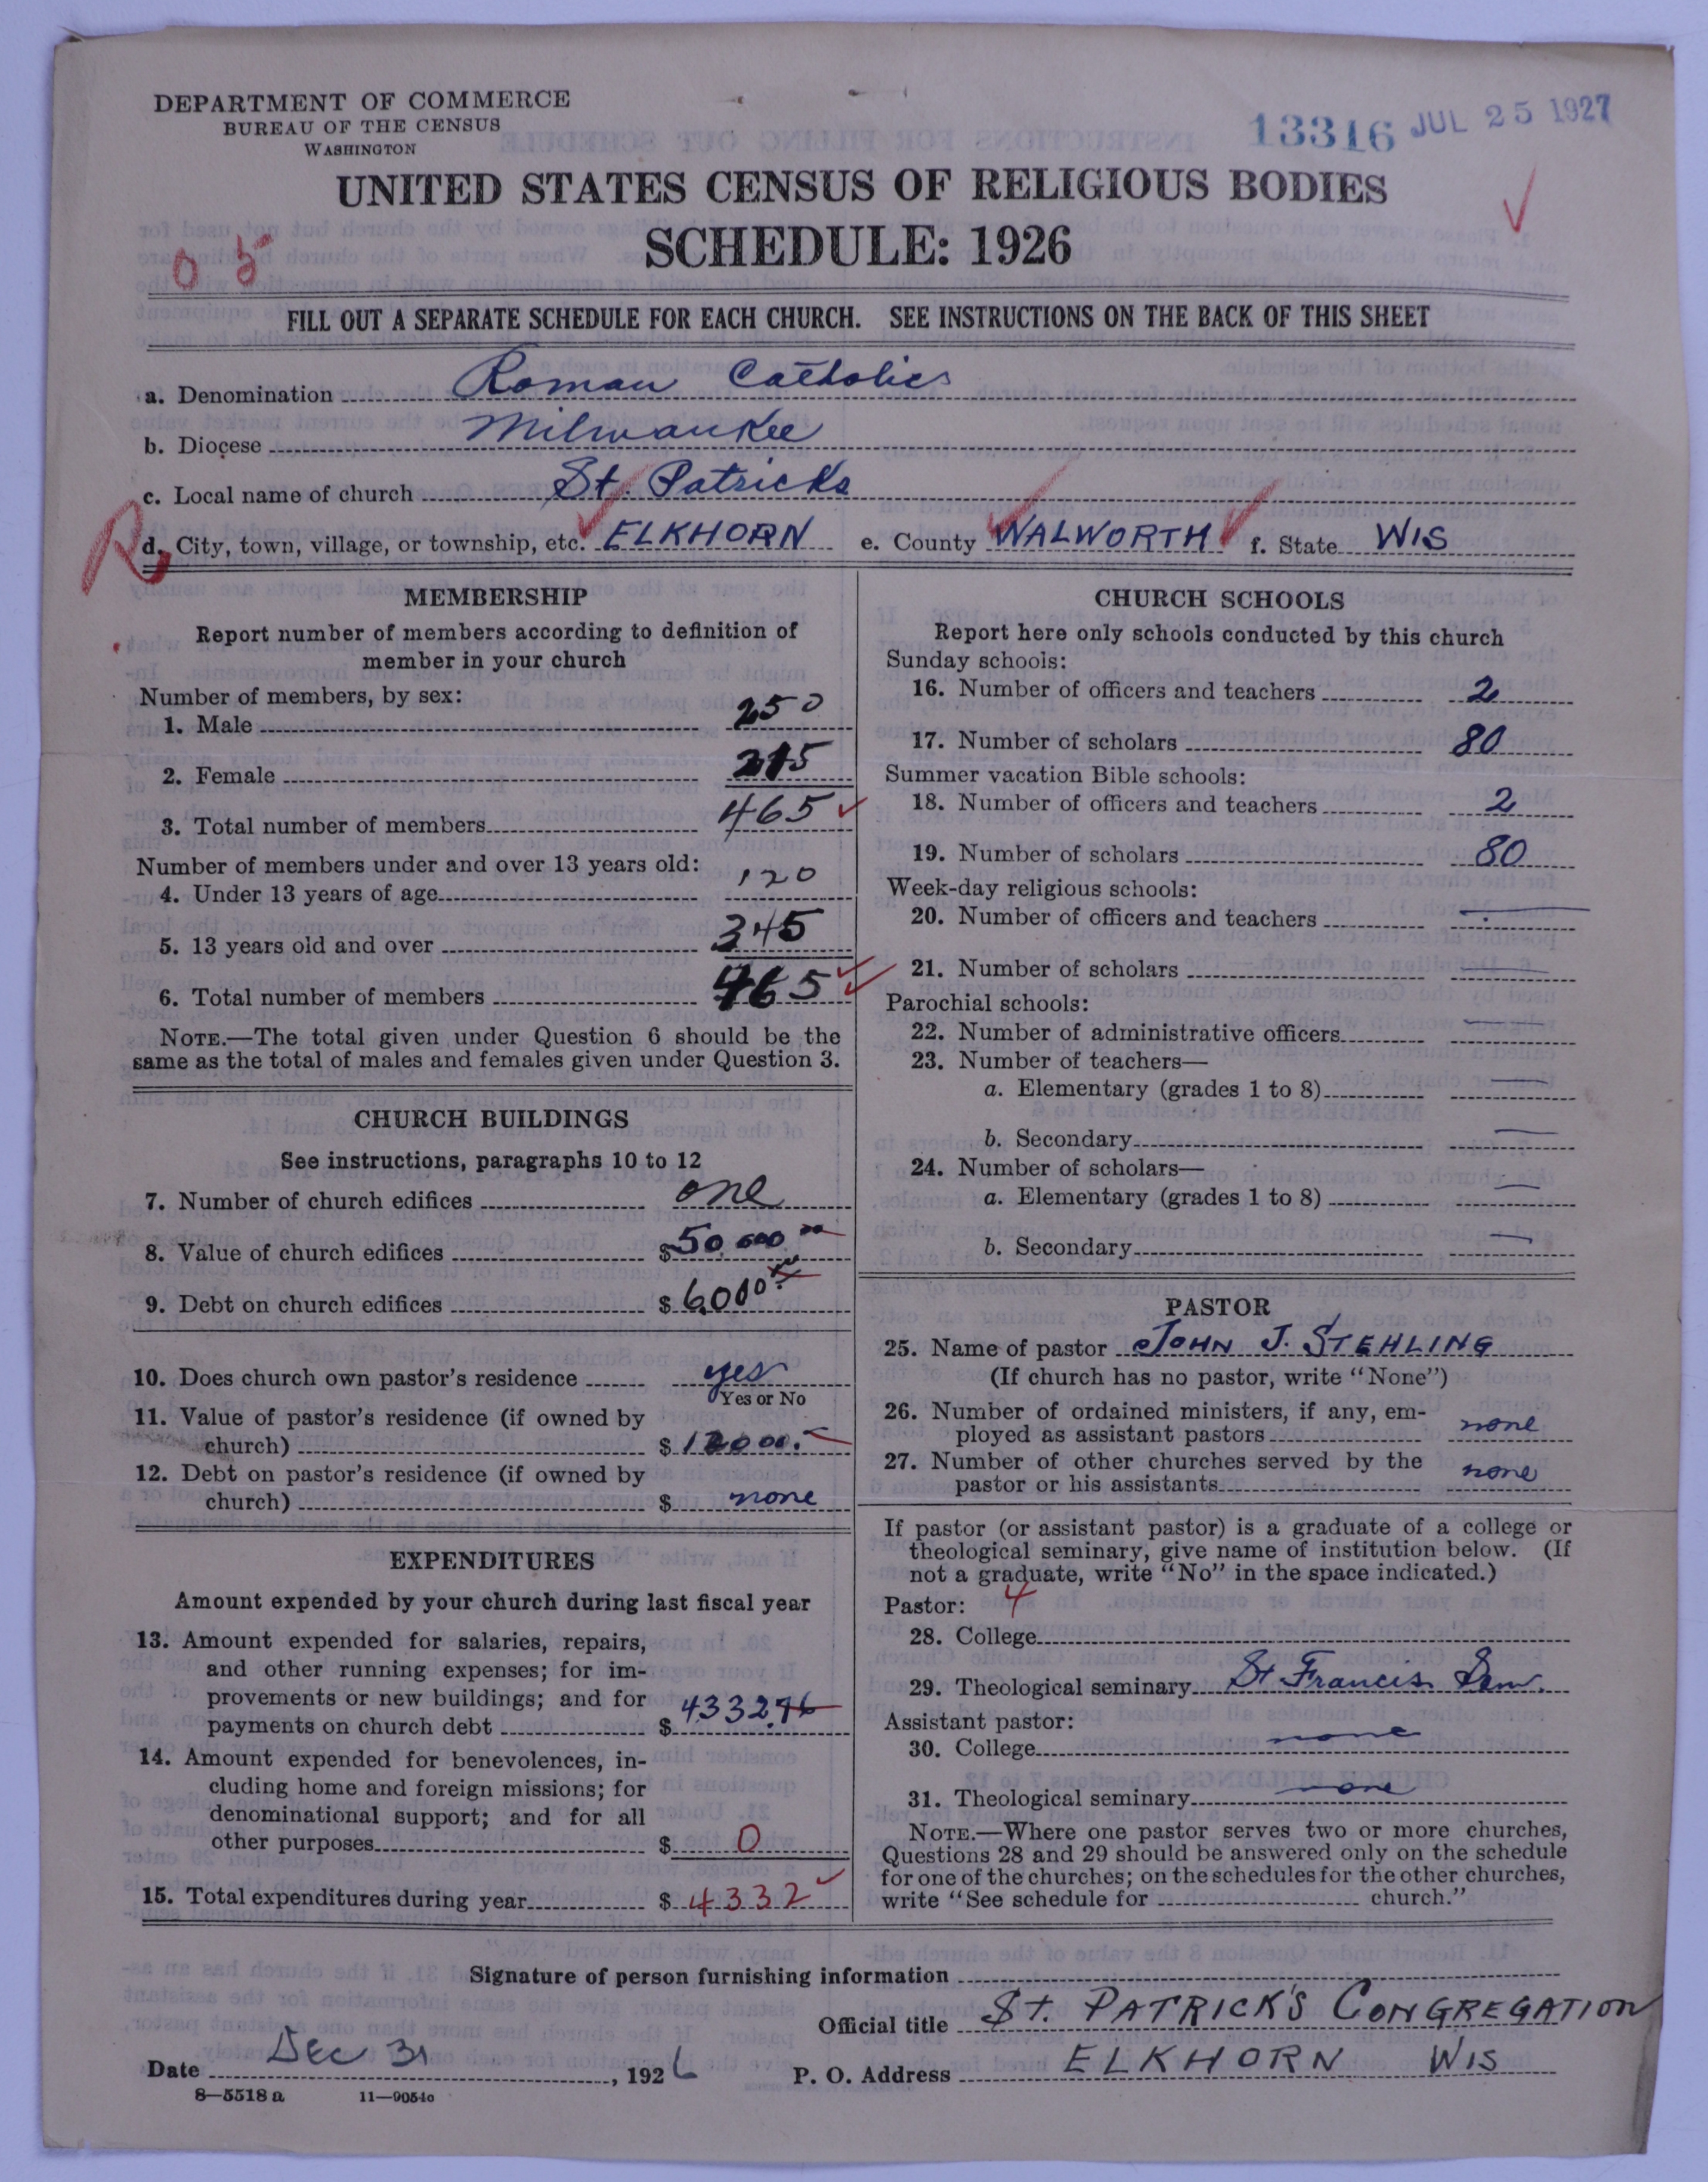 DEPARTMENT OF COMMERCE
BUREAU OF THE CENSUS
WASHINGTON
13316 JUL 25 1927
UNITED STATES CENSUS OF RELIGIOUS BODIES
SCHEDULE: 1926
0 5
FILL OUT A SEPARATE SCHEDULE FOR EACH CHURCH. SEE INSTRUCTIONS ON THE BACK OF THIS SHEET
a. Denomination Roman Catholic
b. Diocese Milwaukee
c. Local name of church St. Patricks
R
d. City, town, village, or township, etc. ELKHORN e. County WALWORTH f. State WIS
MEMBERSHIP
Report number of members according to definition of
member in your church
Number of members, by sex:
1. Male 250
2. Female 215
3. Total number of members 465
Number of members under and over 13 years old:
4. Under 13 years of age 120
5. 13 years old and over 345
6. Total number of members 465
NOTE.—The total given under Question 6 should be the
same as the total of males and females given under Question 3.
CHURCH BUILDINGS
See instructions, paragraphs 10 to 12
7. Number of church edifices one
8. Value of church edifices $ 50,000 00
9. Debt on church edifices $ 6000
10. Does church own pastor's residence yes
Yes or No
11. Value of pastor's residence (if owned by
church) $ 12000.
12. Debt on pastor's residence (if owned by
church) $ none
EXPENDITURES
Amount expended by your church during last fiscal year
13. Amount expended for salaries, repairs,
and other running expenses; for im-
provements or new buildings; and for
payments on church debt $ 4332.76
14. Amount expended for benevolences, in-
cluding home and foreign missions; for
denominational support; and for all
other purposes $ 0
15. Total expenditures during year $ 4332
CHURCH SCHOOLS
Report here only schools conducted by this church
Sunday schools:
16. Number of officers and teachers 2
17. Number of scholars 80
Summer vacation Bible schools:
18. Number of officers and teachers 2
19. Number of scholars 80
Week-day religious schools:
20. Number of officers and teachers —
21. Number of scholars —
Parochial schools:
22. Number of administrative officers —
23. Number of teachers—
a. Elementary (grades 1 to 8) —
b. Secondary —
24. Number of scholars—
a. Elementary (grades 1 to 8) —
b. Secondary —
PASTOR
25. Name of pastor JOHN J. STEHLING
(If church has no pastor, write "None")
26. Number of ordained ministers, if any, em-
ployed as assistant pastors none
27. Number of other churches served by the
pastor or his assistants none
If pastor (or assistant pastor) is a graduate of a college or
theological seminary, give name of institution below. (If
not a graduate, write "No" in the space indicated.)
Pastor: 4
28. College
29. Theological seminary St Francis Sem.
Assistant pastor:
30. College none
31. Theological seminary none
NOTE.—Where one pastor serves two or more churches,
Questions 28 and 29 should be answered only on the schedule
for one of the churches; on the schedules for the other churches,
write "See schedule for church."
Signature of person furnishing information
Official title ST. PATRICK'S CONGREGATION
Date DEC 31, 1926 P. O. Address ELKHORN WIS
8—5518 a 11—9054c